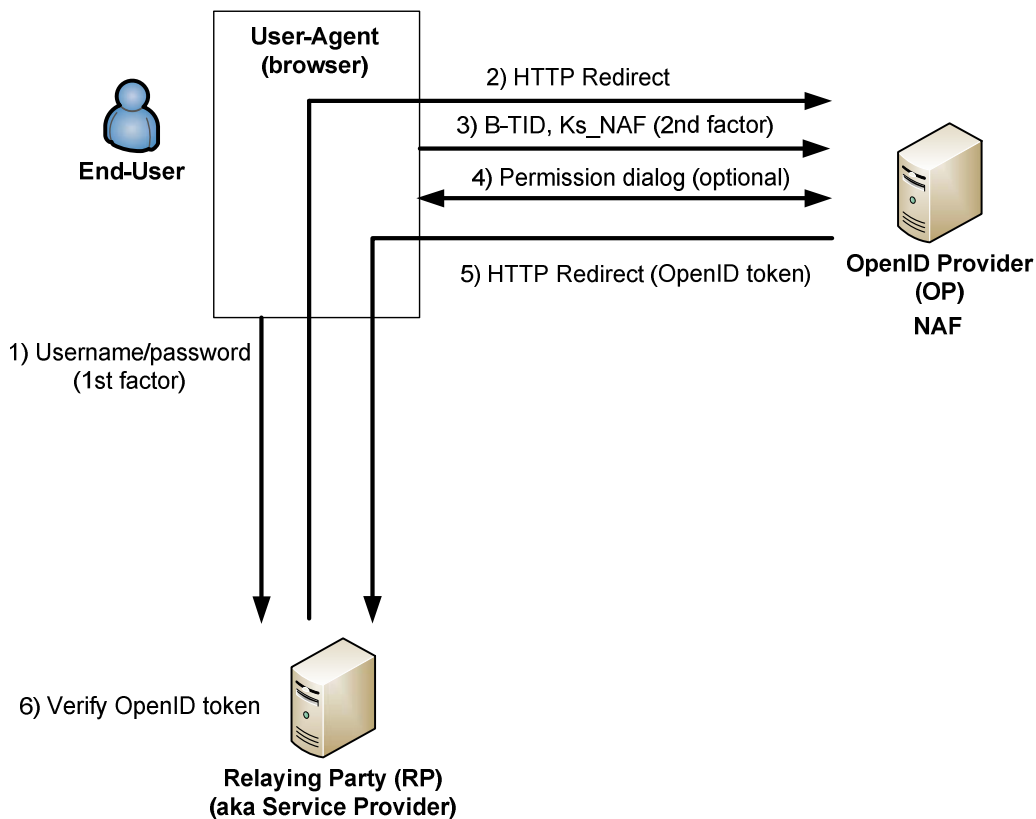 User-Agent
(browser)
End-User
2) HTTP Redirect
3) B-TID, Ks_NAF (2nd factor)
4) Permission dialog (optional)
5) HTTP Redirect (OpenID token)
OpenID Provider
(OP)
NAF
1) Username/password
(1st factor)
6) Verify OpenID token
Relaying Party (RP)
(aka Service Provider)